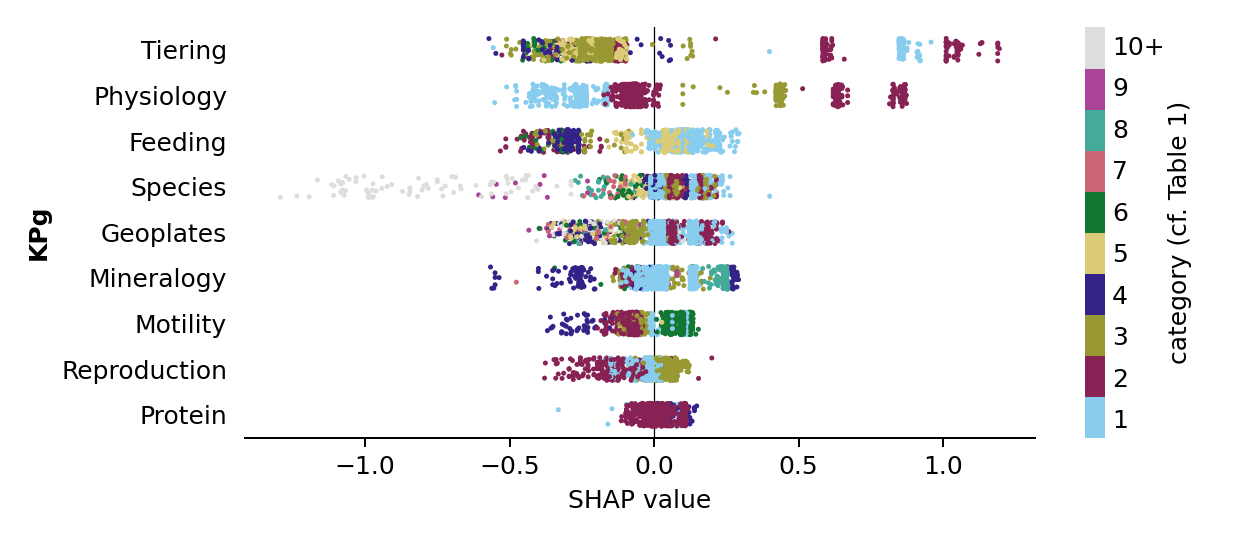 KPg
Tiering
Physiology
Feeding
Species
Geoplates
Mineralogy
Motility
Reproduction
Protein
−1.0 −0.5 0.0 0.5 1.0
SHAP value
10+
9
8
7
6
5
4
3
2
1
category (cf. Table 1)